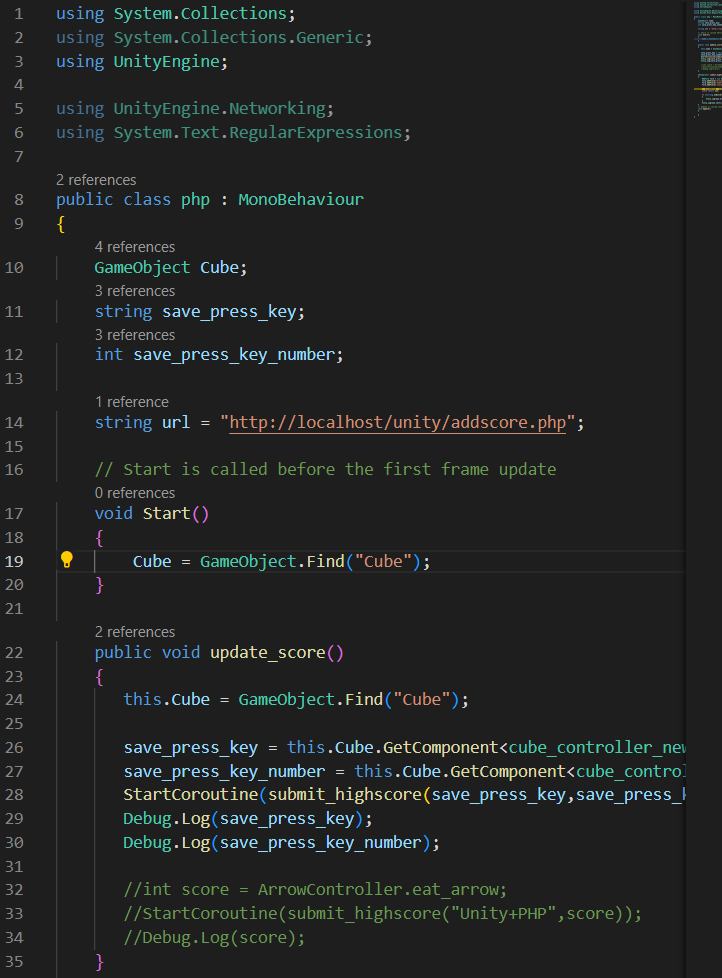 1 using System.Collections;
2 using System.Collections.Generic;
3 using UnityEngine;
4
5 using UnityEngine.Networking;
6 using System.Text.RegularExpressions;
7
2 references
8 public class php : MonoBehaviour
9 {
4 references
10 GameObject Cube;
3 references
11 string save_press_key;
3 references
12 int save_press_key_number;
13
1 reference
14 string url = "http://localhost/unity/addscore.php";
15
16 // Start is called before the first frame update
0 references
17 void Start()
18 {
19 Cube = GameObject.Find("Cube");
20 }
21
2 references
22 public void update_score()
23 {
24 this.Cube = GameObject.Find("Cube");
25
26 save_press_key = this.Cube.GetComponent<cube_controller_new
27 save_press_key_number = this.Cube.GetComponent<cube_control
28 StartCoroutine(submit_highscore(save_press_key,save_press_k
29 Debug.Log(save_press_key);
30 Debug.Log(save_press_key_number);
31
32 //int score = ArrowController.eat_arrow;
33 //StartCoroutine(submit_highscore("Unity+PHP",score));
34 //Debug.Log(score);
35 }